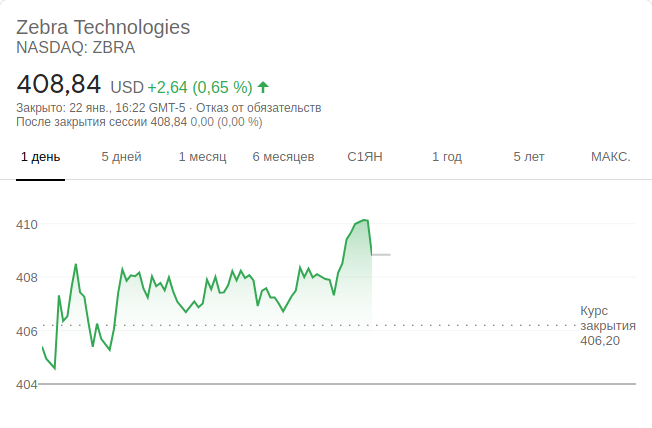 Zebra Technologies
NASDAQ: ZBRA
408,84 USD +2,64 (0,65 %)
Закрыто: 22 янв., 16:22 GMT-5 · Отказ от обязательств
После закрытия сессии 408,84 0,00 (0,00 %)
1 день 5 дней 1 месяц 6 месяцев С1ЯН 1 год 5 лет МАКС.
410
408
406
404
Курс
закрытия
406,20